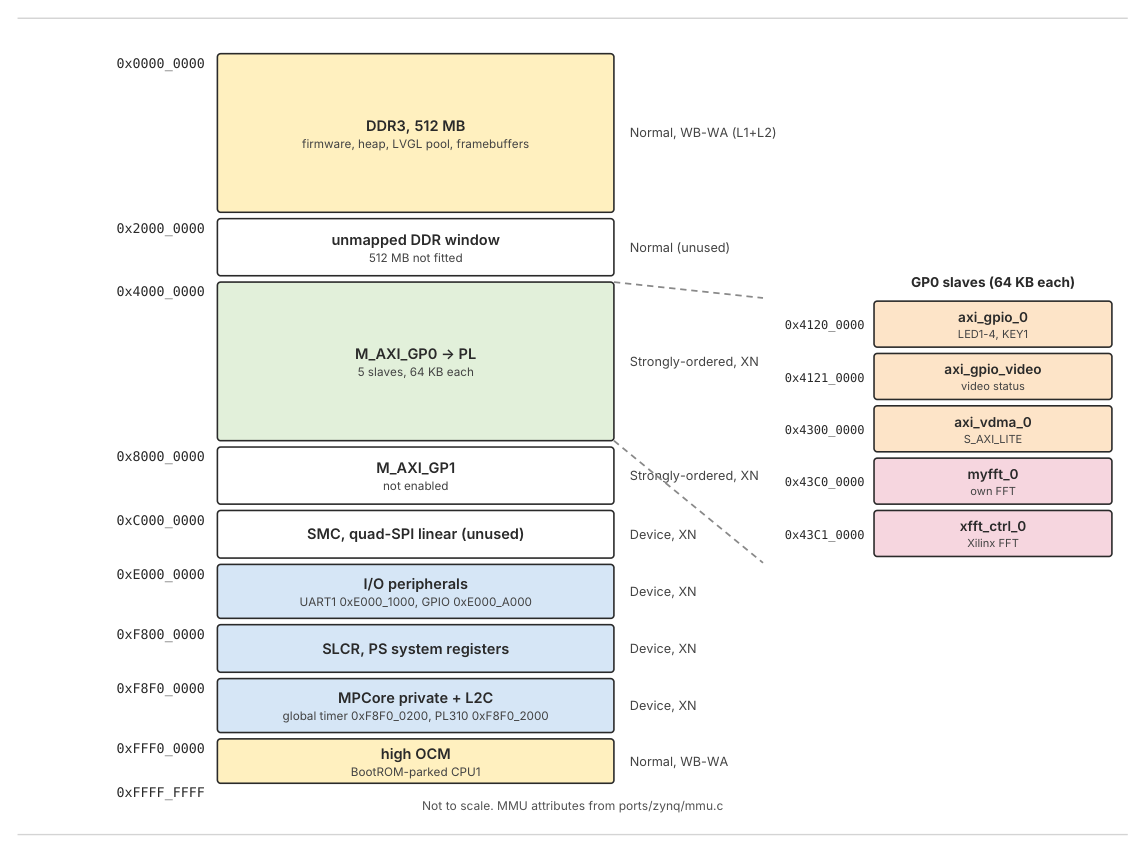 0x0000_0000
DDR3, 512 MB
firmware, heap, LVGL pool, framebuffers
Normal, WB-WA (L1+L2)
0x2000_0000
unmapped DDR window
512 MB not fitted
Normal (unused)
0x4000_0000
M_AXI_GP0 → PL
5 slaves, 64 KB each
Strongly-ordered, XN
0x8000_0000
M_AXI_GP1
not enabled
Strongly-ordered, XN
0xC000_0000
SMC, quad-SPI linear (unused)
Device, XN
0xE000_0000
I/O peripherals
UART1 0xE000_1000, GPIO 0xE000_A000
Device, XN
0xF800_0000
SLCR, PS system registers
Device, XN
0xF8F0_0000
MPCore private + L2C
global timer 0xF8F0_0200, PL310 0xF8F0_2000
Device, XN
0xFFF0_0000
high OCM
BootROM-parked CPU1
Normal, WB-WA
0xFFFF_FFFF
GP0 slaves (64 KB each)
0x4120_0000
axi_gpio_0
LED1-4, KEY1
0x4121_0000
axi_gpio_video
video status
0x4300_0000
axi_vdma_0
S_AXI_LITE
0x43C0_0000
myfft_0
own FFT
0x43C1_0000
xfft_ctrl_0
Xilinx FFT
Not to scale. MMU attributes from ports/zynq/mmu.c